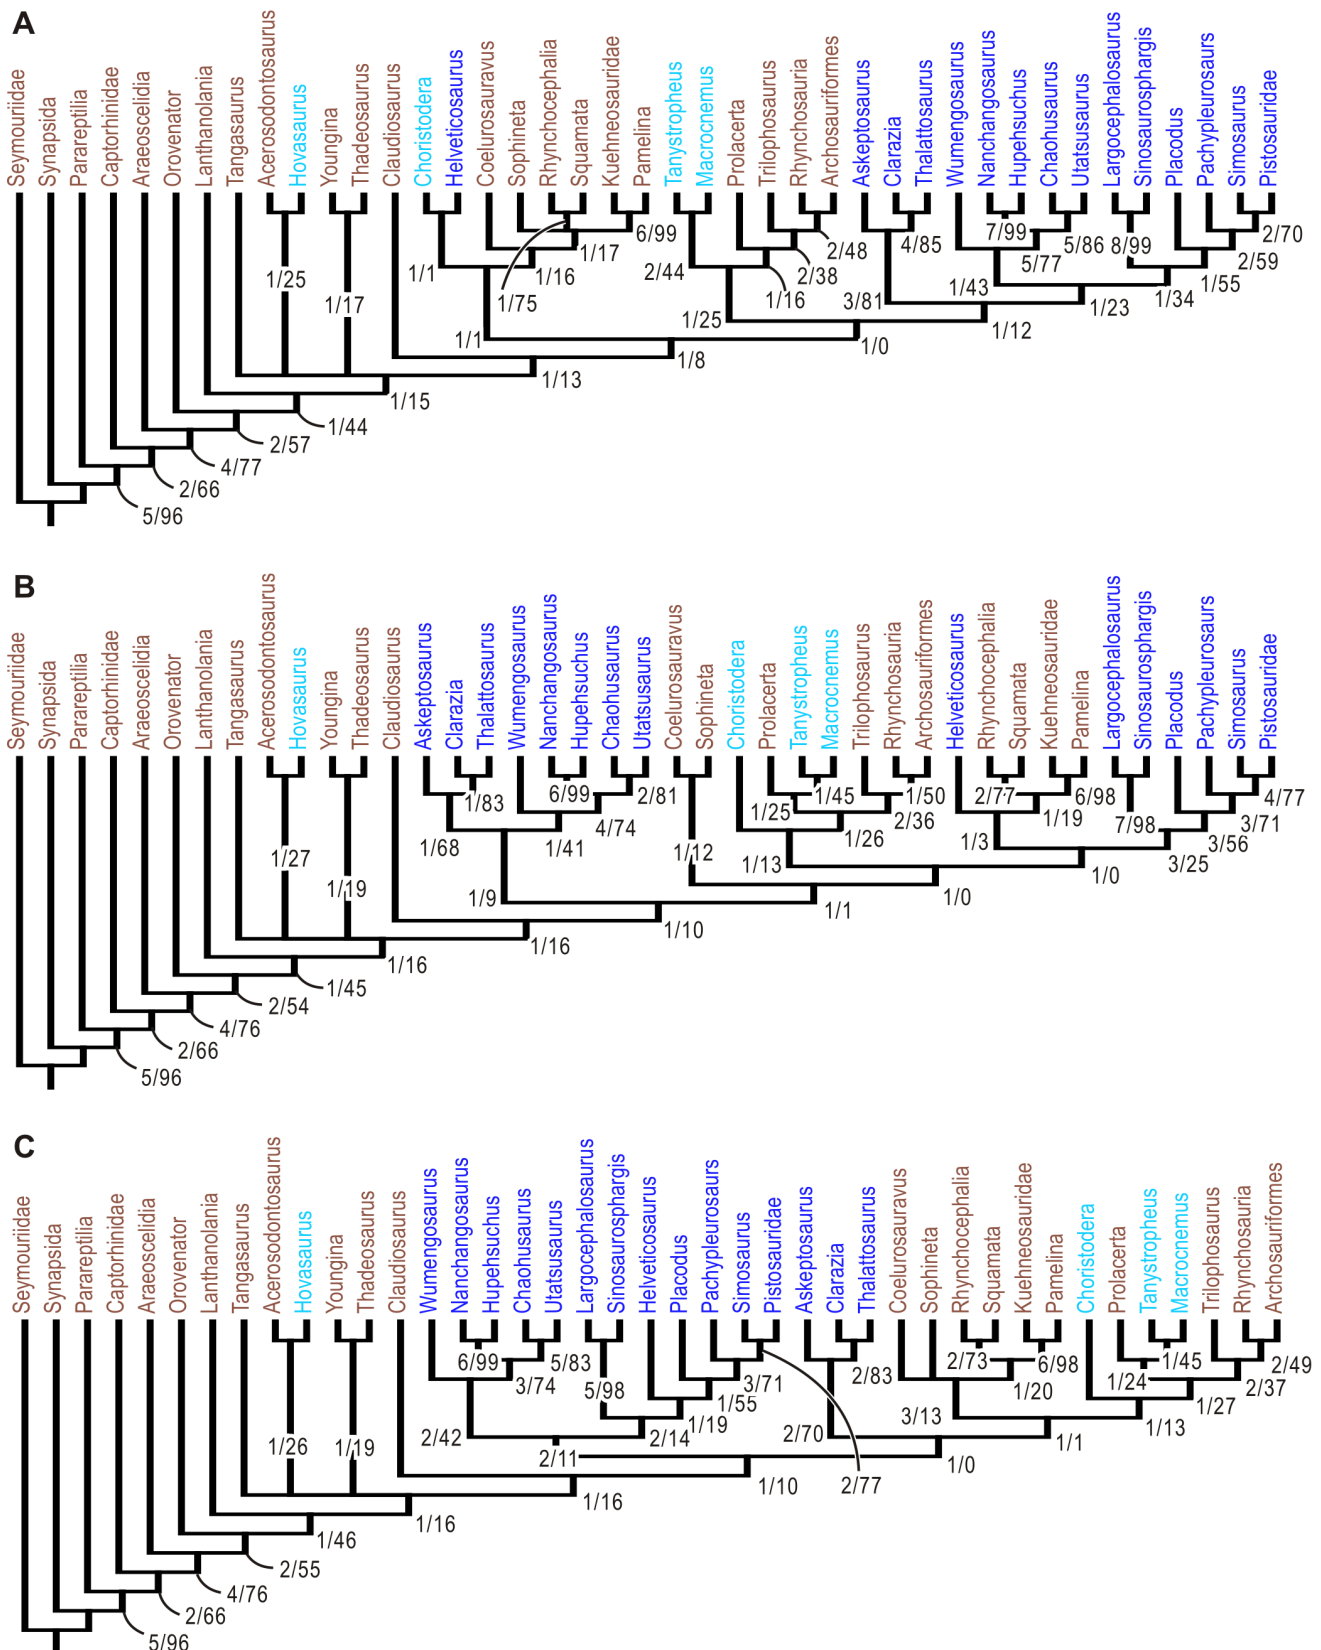 A
Seymouriidae
Synapsida
Parareptilia
Captorhinidae
Araeoscelidia
Orovenator
Lanthanolania
Tangasaurus
Acerosodontosaurus
Hovasaurus
Youngina
Thadeosaurus
Claudiosaurus
Choristodera
Helveticosaurus
Coelurosauravus
Sophineta
Rhynchocephalia
Squamata
Kuehneosauridae
Pamelina
Tanystropheus
Macrocnemus
Prolacerta
Trilophosaurus
Rhynchosauria
Archosauriformes
Askeptosaurus
Clarazia
Thalattosaurus
Wumengosaurus
Nanchangosaurus
Hupehsuchus
Chaohusaurus
Utatsusaurus
Largocephalosaurus
Sinosaurosphargis
Placodus
Pachypleurosaurs
Simosaurus
Pistosauridae
1/25
1/17
1/1
1/75
1/16
1/17
6/99
2/44
1/16
2/38
2/48
4/85
3/81
7/99
5/86
5/77
1/43
8/99
2/70
2/59
1/55
1/34
1/23
1/12
1/25
1/0
1/1
1/8
1/13
1/15
1/44
2/57
4/77
2/66
5/96
B
Seymouriidae
Synapsida
Parareptilia
Captorhinidae
Araeoscelidia
Orovenator
Lanthanolania
Tangasaurus
Acerosodontosaurus
Hovasaurus
Youngina
Thadeosaurus
Claudiosaurus
Askeptosaurus
Clarazia
Thalattosaurus
Wumengosaurus
Nanchangosaurus
Hupehsuchus
Chaohusaurus
Utatsusaurus
Coelurosauravus
Sophineta
Choristodera
Prolacerta
Tanystropheus
Macrocnemus
Trilophosaurus
Rhynchosauria
Archosauriformes
Helveticosaurus
Rhynchocephalia
Squamata
Kuehneosauridae
Pamelina
Largocephalosaurus
Sinosaurosphargis
Placodus
Pachypleurosaurs
Simosaurus
Pistosauridae
1/27
1/19
1/83
1/68
6/99
2/81
4/74
1/41
1/12
1/25
1/45
1/50
2/36
1/26
1/13
2/77
6/98
1/19
1/3
7/98
4/77
3/71
3/56
3/25
1/0
1/0
1/1
1/9
1/10
1/16
1/16
1/45
2/54
4/76
2/66
5/96
C
Seymouriidae
Synapsida
Parareptilia
Captorhinidae
Araeoscelidia
Orovenator
Lanthanolania
Tangasaurus
Acerosodontosaurus
Hovasaurus
Youngina
Thadeosaurus
Claudiosaurus
Wumengosaurus
Nanchangosaurus
Hupehsuchus
Chaohusaurus
Utatsusaurus
Largocephalosaurus
Sinosaurosphargis
Helveticosaurus
Placodus
Pachypleurosaurs
Simosaurus
Pistosauridae
Askeptosaurus
Clarazia
Thalattosaurus
Coelurosauravus
Sophineta
Rhynchocephalia
Squamata
Kuehneosauridae
Pamelina
Choristodera
Prolacerta
Tanystropheus
Macrocnemus
Trilophosaurus
Rhynchosauria
Archosauriformes
1/26
1/19
6/99
5/83
3/74
2/42
5/98
3/71
1/55
1/19
2/14
2/11
2/77
2/83
2/70
2/73
6/98
1/20
3/13
1/45
1/24
2/49
2/37
1/27
1/13
1/1
1/0
1/10
1/16
1/16
1/46
2/55
4/76
2/66
5/96